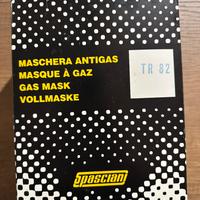 MASCHERA ANTIGAS
MASQUE À GAZ
GAS MASK
VOLLMASKE
TR 82
spasciani